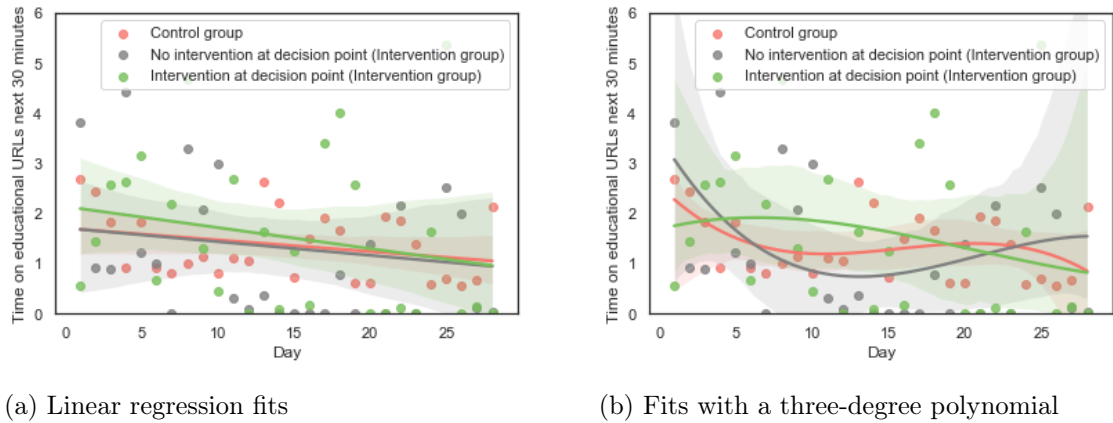 Time on educational URLs next 30 minutes
6
5
4
3
2
1
0
Control group
No intervention at decision point (Intervention group)
Intervention at decision point (Intervention group)
0 5 10 15 20 25
Day
(a) Linear regression fits
Time on educational URLs next 30 minutes
6
5
4
3
2
1
0
Control group
No intervention at decision point (Intervention group)
Intervention at decision point (Intervention group)
0 5 10 15 20 25
Day
(b) Fits with a three-degree polynomial